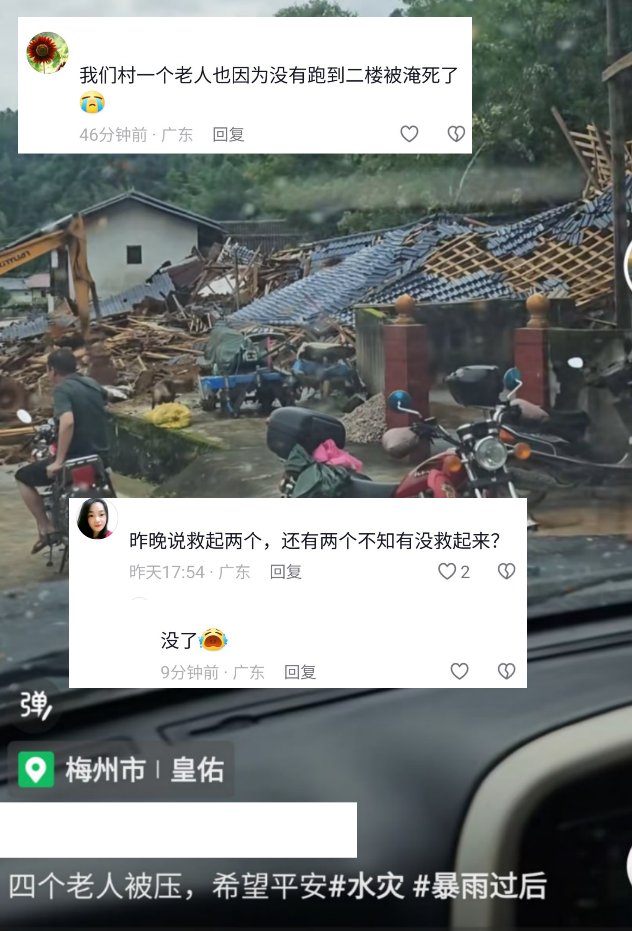 我们村一个老人也因为没有跑到二楼被淹死了
😭
46分钟前 · 广东 回复
昨晚说救起两个，还有两个不知有没救起来？
昨天17:54 · 广东 回复 2
没了😭
9分钟前 · 广东 回复
弹
梅州市 | 皇佑
四个老人被压，希望平安#水灾 #暴雨过后